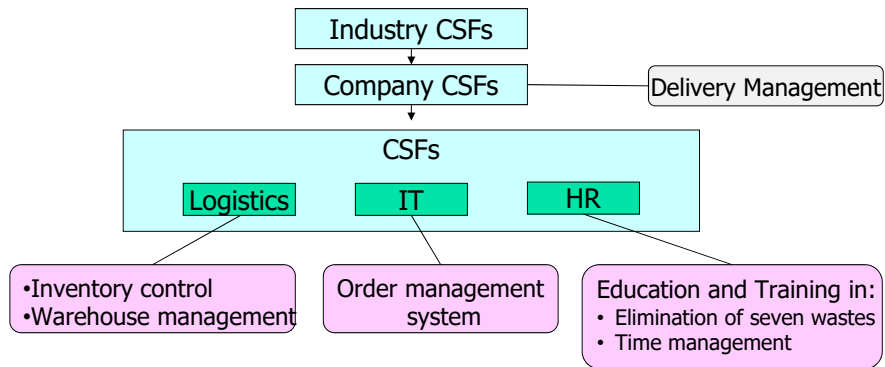 Industry CSFs
Company CSFs
Delivery Management
CSFs
Logistics
IT
HR
•Inventory control
•Warehouse management
Order management
system
Education and Training in:
• Elimination of seven wastes
• Time management